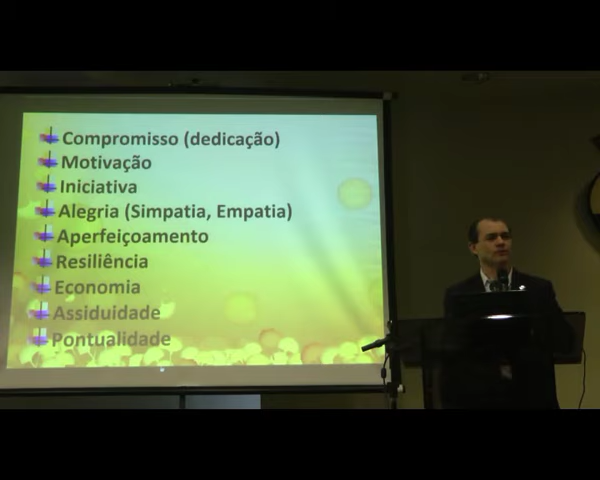 Compromisso (dedicação)
Motivação
Iniciativa
Alegria (Simpatia, Empatia)
Aperfeiçoamento
Resiliência
Economia
Assiduidade
Pontualidade